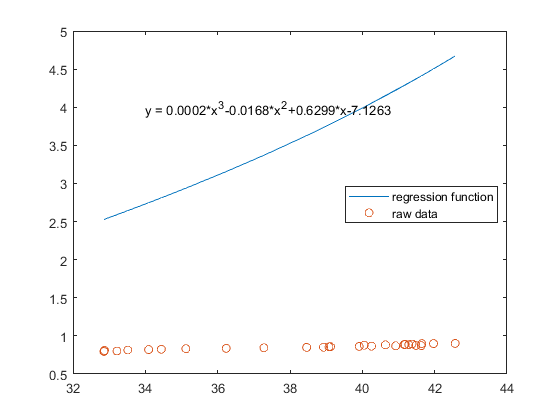 5
4.5
4
3.5
3
2.5
2
1.5
1
0.5
y = 0.0002*x^3-0.0168*x^2+0.6299*x-7.1263
regression function
raw data
32 34 36 38 40 42 44